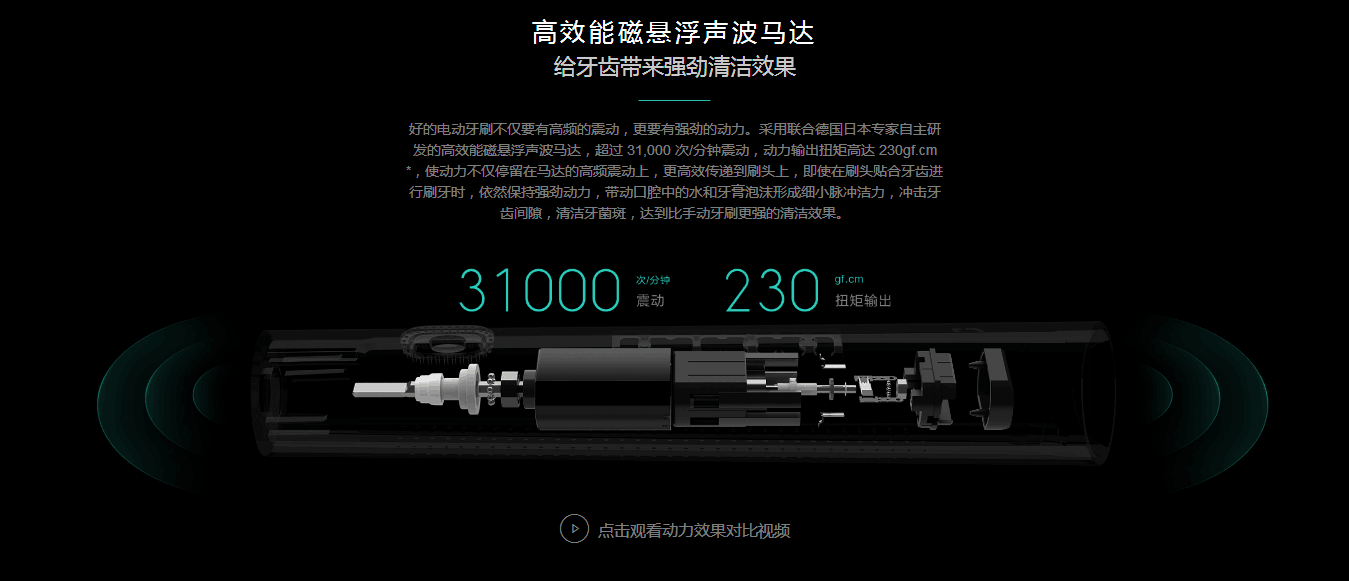 高效能磁悬浮声波马达
给牙齿带来强劲清洁效果
好的电动牙刷不仅要有高频的震动，更要有强劲的动力。采用联合德国日本专家自主研
发的高效能磁悬浮声波马达，超过 31,000 次/分钟震动，动力输出扭矩高达 230gf.cm
*，使动力不仅停留在马达的高频震动上，更高效传递到刷头上，即使在刷头贴合牙齿进
行刷牙时，依然保持强劲动力，带动口腔中的水和牙膏泡沫形成细小脉冲洁力，冲击牙
齿间隙，清洁牙菌斑，达到比手动牙刷更强的清洁效果。
31000 次/分钟 震动
230 gf.cm 扭矩输出
点击观看动力效果对比视频